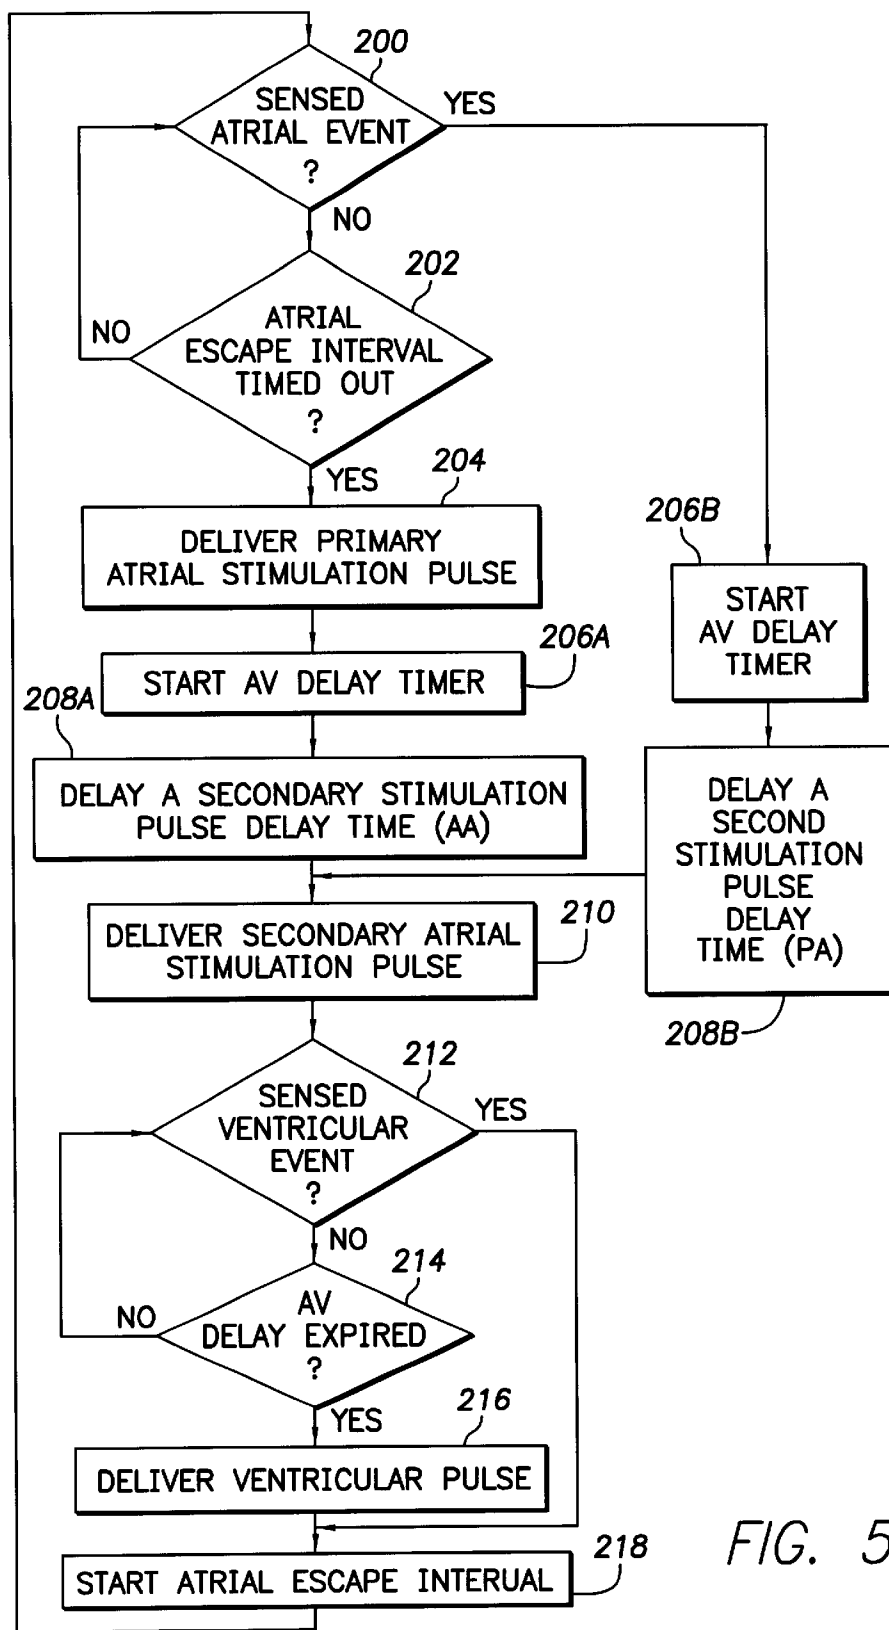 200
SENSED
ATRIAL EVENT
?
YES
NO
202
ATRIAL
ESCAPE INTERVAL
TIMED OUT
?
NO
YES
204
DELIVER PRIMARY
ATRIAL STIMULATION PULSE
206B
START
AV DELAY
TIMER
206A
START AV DELAY TIMER
208A
DELAY A SECONDARY STIMULATION
PULSE DELAY TIME (AA)
DELAY A
SECOND
STIMULATION
PULSE
DELAY
TIME (PA)
208B
210
DELIVER SECONDARY ATRIAL
STIMULATION PULSE
212
SENSED
VENTRICULAR
EVENT
?
YES
NO
214
AV
DELAY EXPIRED
?
NO
YES
216
DELIVER VENTRICULAR PULSE
218
START ATRIAL ESCAPE INTERUAL
FIG. 5